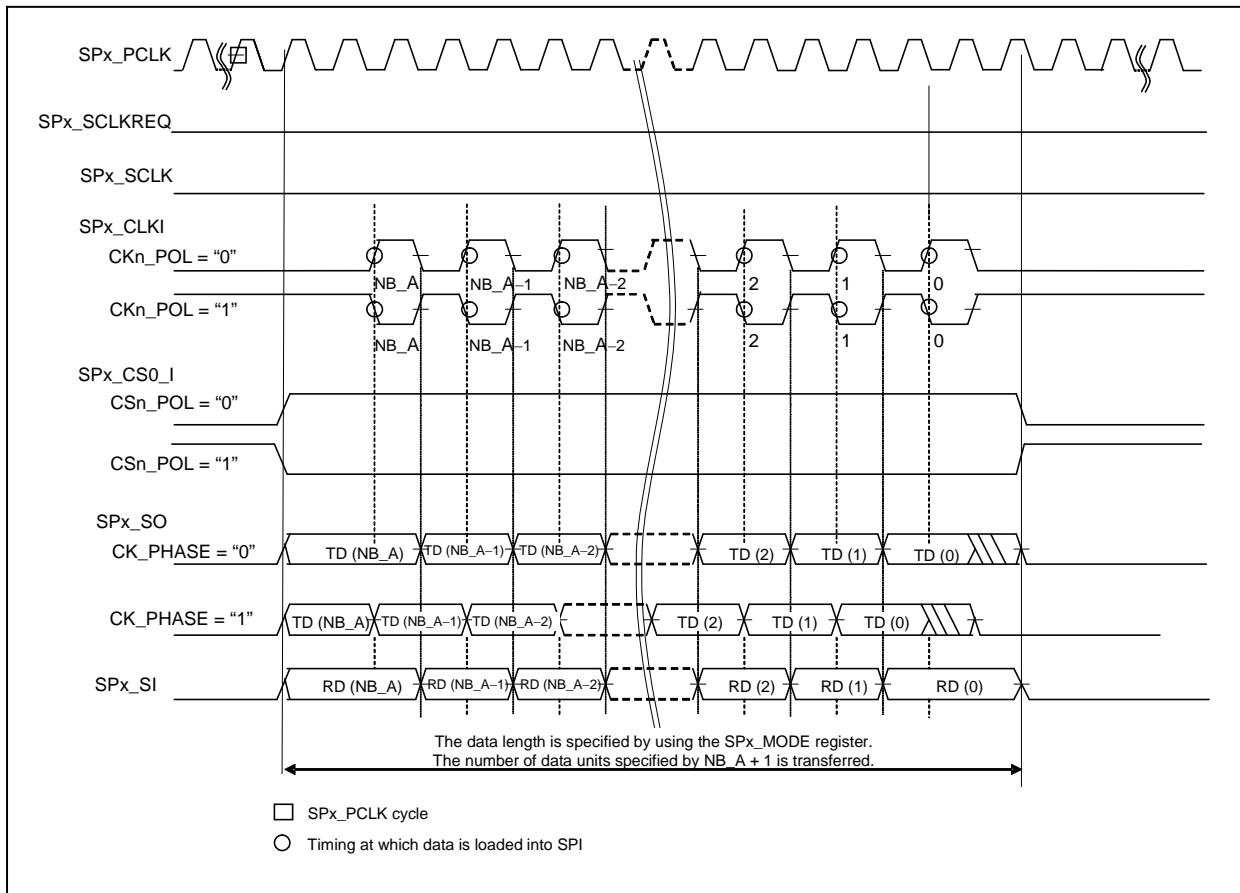 SPx_PCLK
SPx_SCLKREQ
SPx_SCLK
SPx_CLKI
CKn_POL = “0”
NB_A NB_A−1 NB_A−2 2 1 0
CKn_POL = “1”
NB_A NB_A−1 NB_A−2 2 1 0
SPx_CS0_I
CSn_POL = “0”
CSn_POL = “1”
SPx_SO
CK_PHASE = “0” TD (NB_A) TD (NB_A−1) TD (NB_A−2) TD (2) TD (1) TD (0)
CK_PHASE = “1” TD (NB_A) TD (NB_A−1) TD (NB_A−2) TD (2) TD (1) TD (0)
SPx_SI RD (NB_A) RD (NB_A−1) RD (NB_A−2) RD (2) RD (1) RD (0)
The data length is specified by using the SPx_MODE register.
The number of data units specified by NB_A + 1 is transferred.
SPx_PCLK cycle
Timing at which data is loaded into SPI